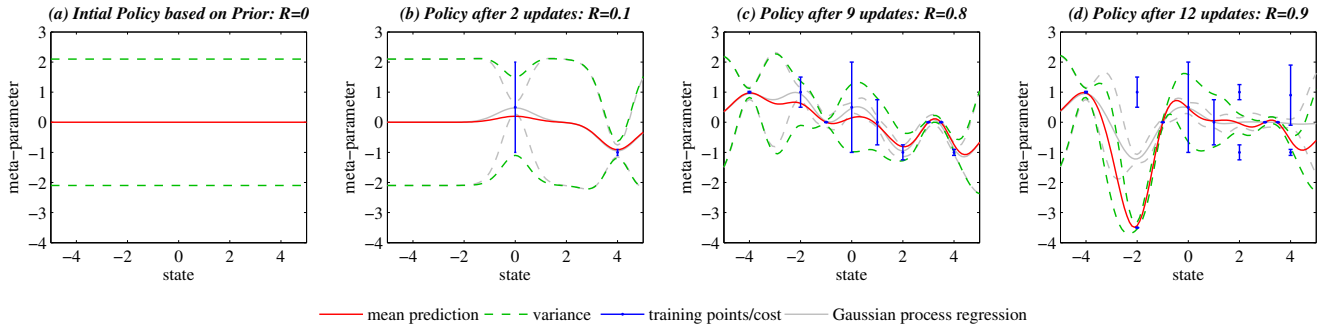 (a) Intial Policy based on Prior: R=0
(b) Policy after 2 updates: R=0.1
(c) Policy after 9 updates: R=0.8
(d) Policy after 12 updates: R=0.9
3
2
1
0
−1
−2
−3
−4
meta−parameter
−4 −2 0 2 4
state
3
2
1
0
−1
−2
−3
−4
meta−parameter
−4 −2 0 2 4
state
3
2
1
0
−1
−2
−3
−4
meta−parameter
−4 −2 0 2 4
state
3
2
1
0
−1
−2
−3
−4
meta−parameter
−4 −2 0 2 4
state
mean prediction variance training points/cost Gaussian process regression